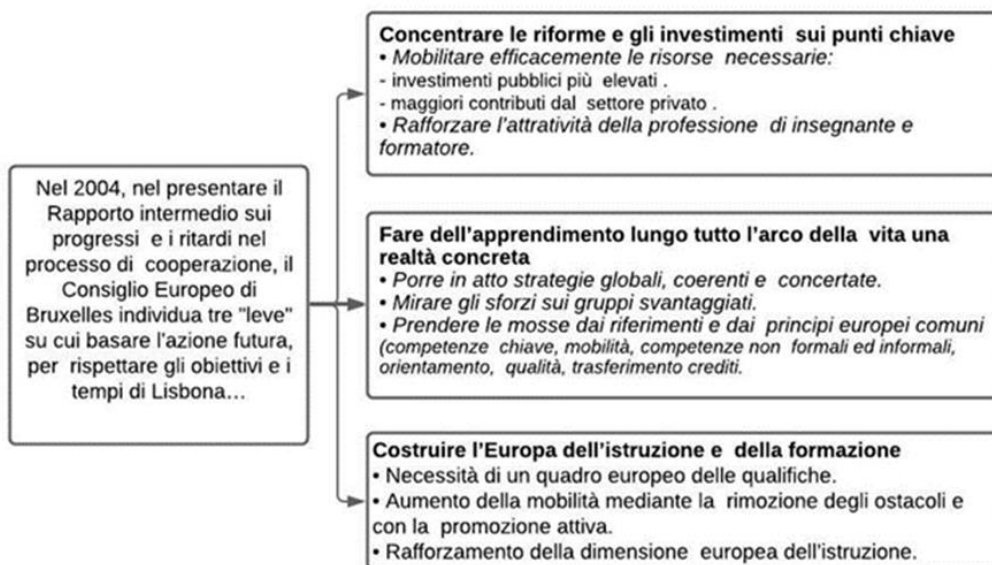 Nel 2004, nel presentare il
Rapporto intermedio sui
progressi e i ritardi nel
processo di cooperazione, il
Consiglio Europeo di
Bruxelles individua tre "leve"
su cui basare l'azione futura,
per rispettare gli obiettivi e i
tempi di Lisbona...
Concentrare le riforme e gli investimenti sui punti chiave
• Mobilitare efficacemente le risorse necessarie:
- investimenti pubblici più elevati .
- maggiori contributi dal settore privato .
• Rafforzare l'attratività della professione di insegnante e
formatore.
Fare dell'apprendimento lungo tutto l'arco della vita una
realtà concreta
• Porre in atto strategie globali, coerenti e concertate.
• Mirare gli sforzi sui gruppi svantaggiati.
• Prendere le mosse dai riferimenti e dai principi europei comuni
(competenze chiave, mobilità, competenze non formali ed informali,
orientamento, qualità, trasferimento crediti.
Costruire l'Europa dell'istruzione e della formazione
• Necessità di un quadro europeo delle qualifiche.
• Aumento della mobilità mediante la rimozione degli ostacoli e
con la promozione attiva.
• Rafforzamento della dimensione europea dell'istruzione.